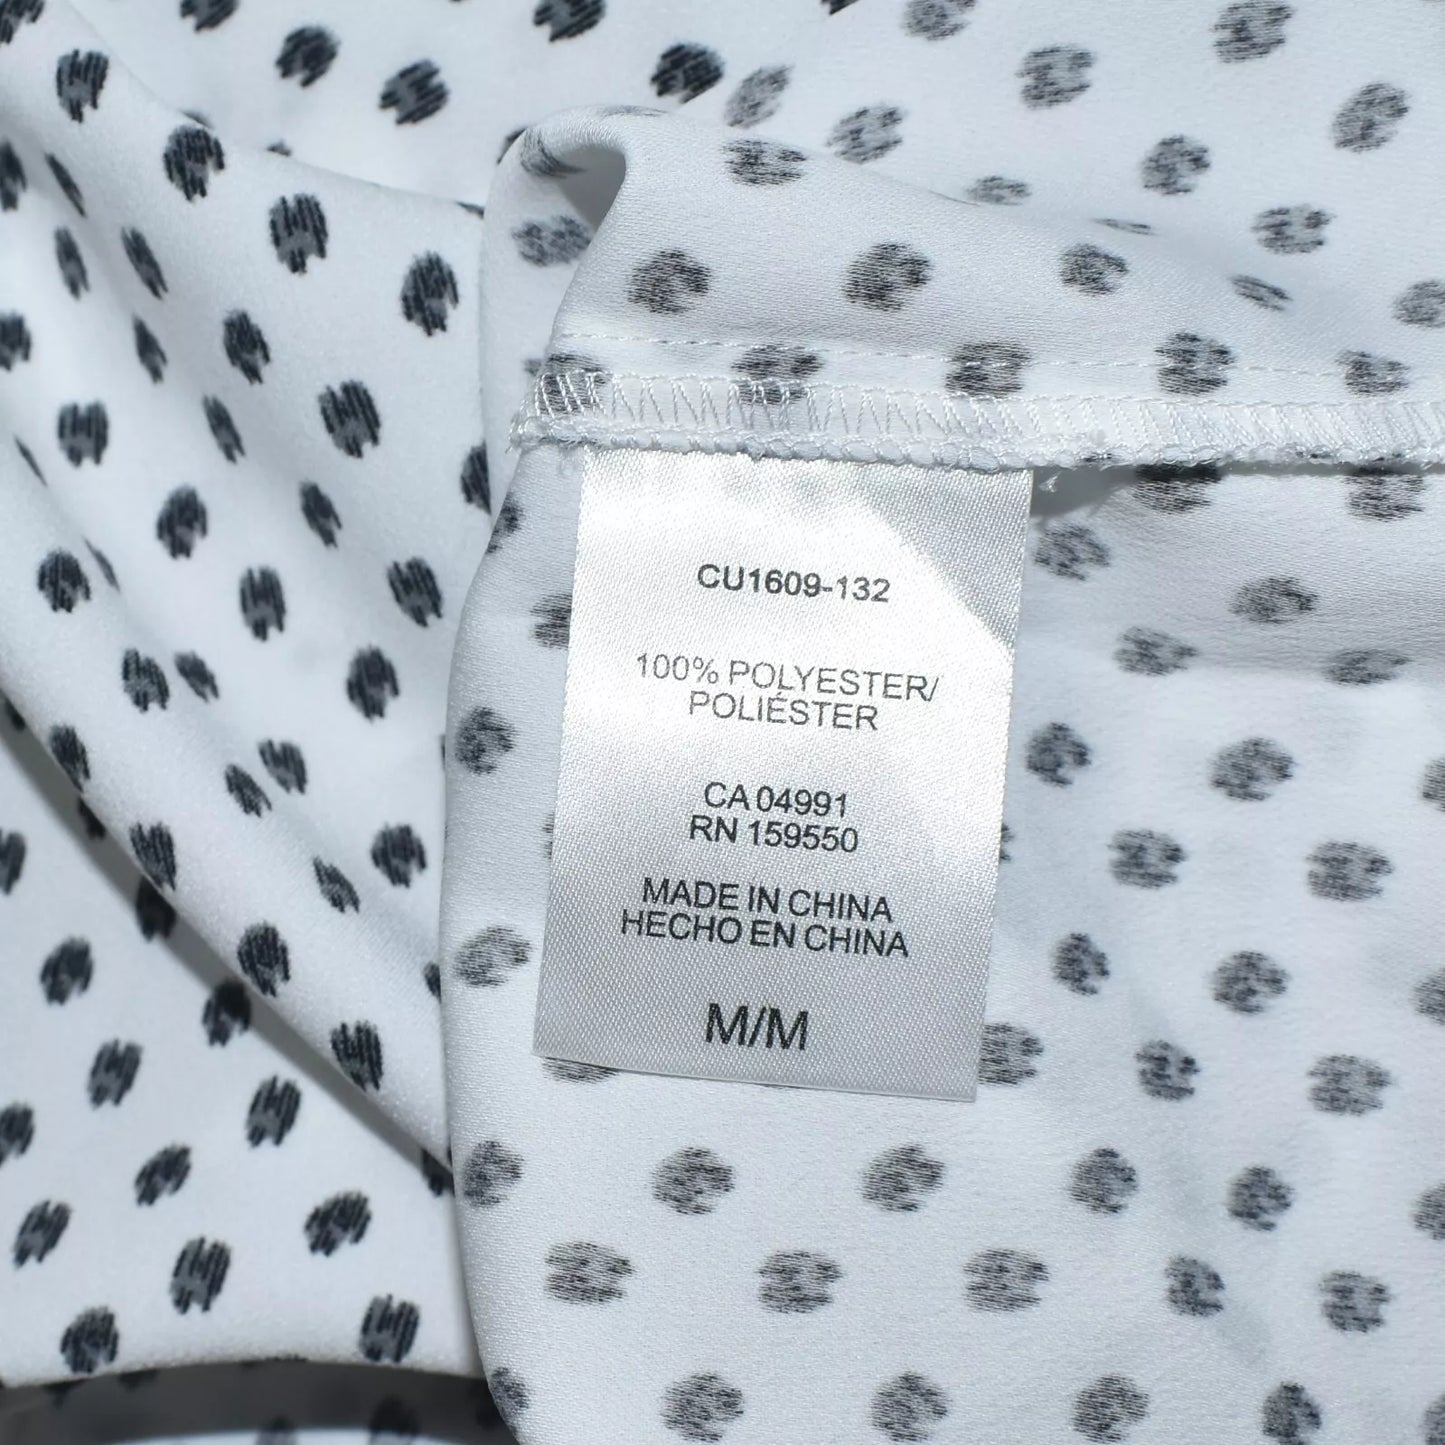 CU1609-132
100% POLYESTER/
POLIÉSTER
CA 04991
RN 159550
MADE IN CHINA
HECHO EN CHINA
M/M